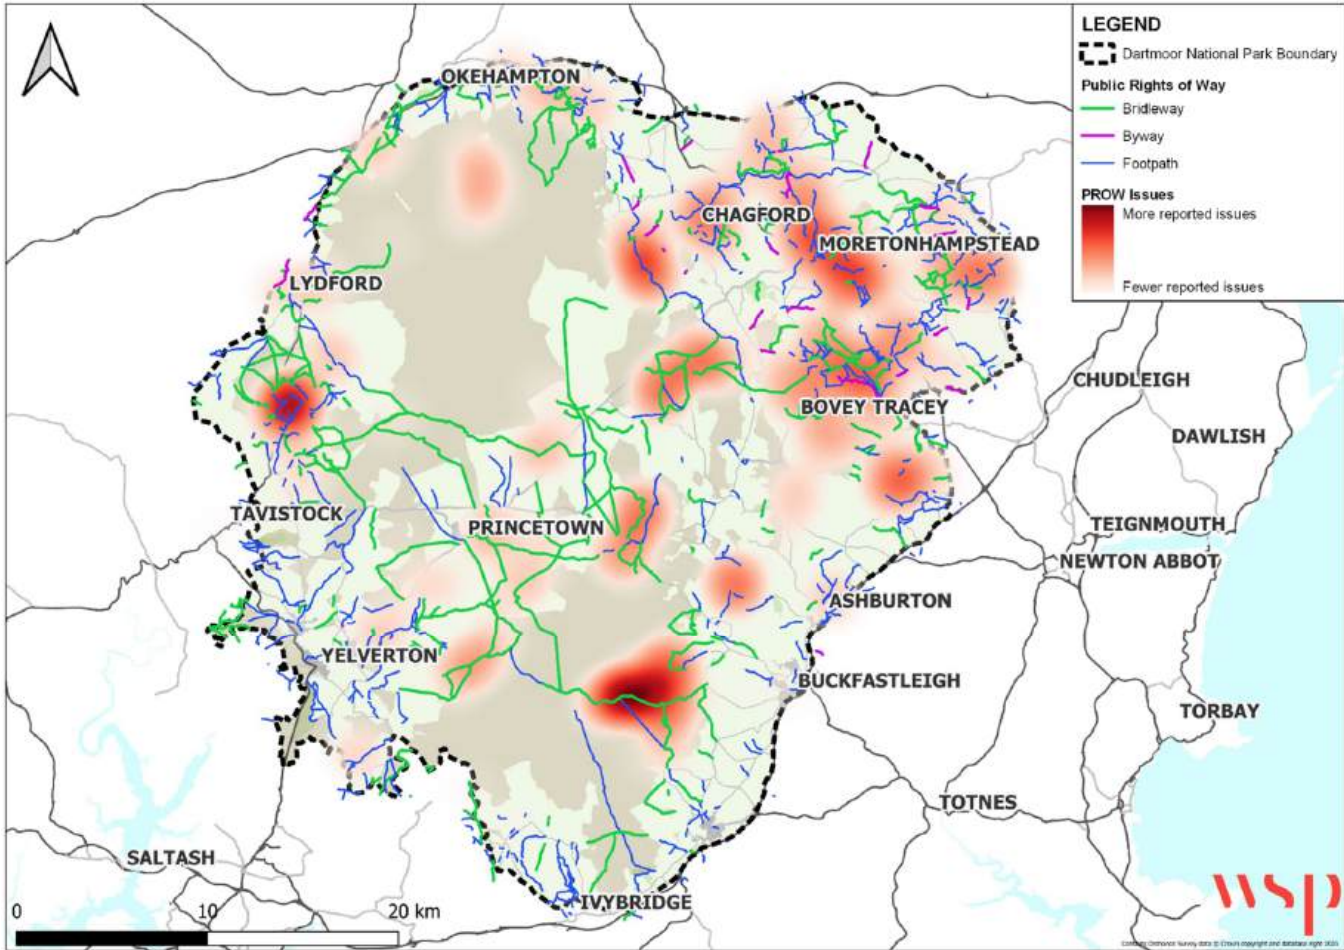 LEGEND
Dartmoor National Park Boundary
Public Rights of Way
Bridleway
Byway
Footpath
PROW Issues
More reported issues
Fewer reported issues
OKEHAMPTON
CHAGFORD
MORETONHAMPSTEAD
LYDFORD
CHUDLEIGH
BOVEY TRACEY
DAWLISH
TAVISTOCK
PRINCETOWN
TEIGNMOUTH
NEWTON ABBOT
ASHBURTON
YELVERTON
BUCKFASTLEIGH
TORBAY
TOTNES
SALTASH
IVYBRIDGE
0 10 20 km
wsp